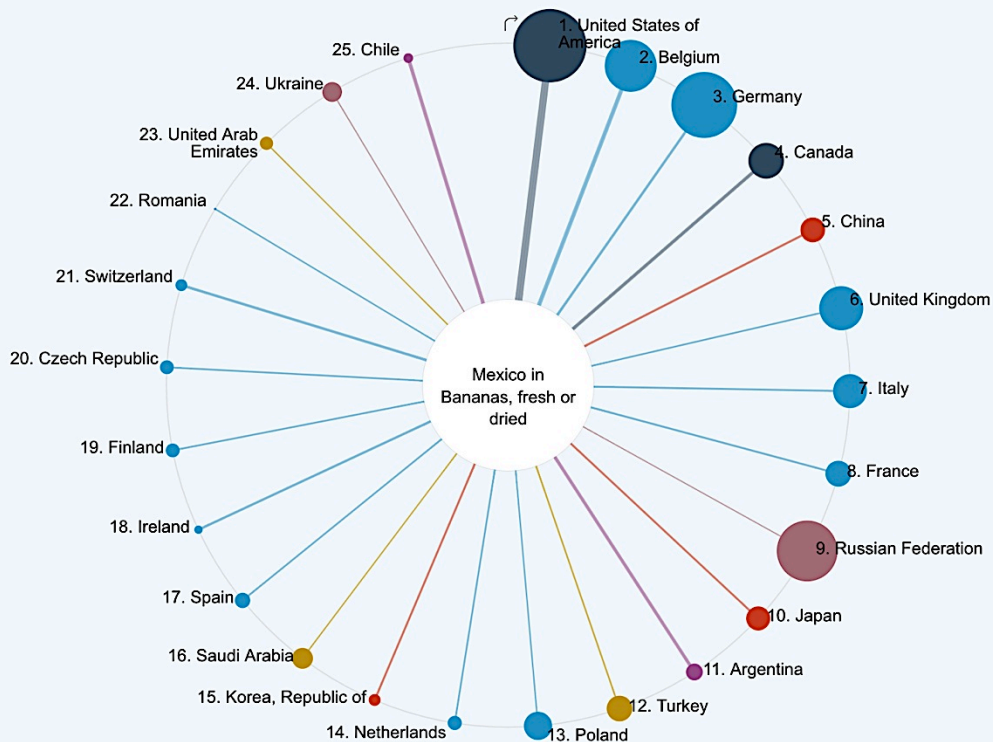 1. United States of
America
2. Belgium
3. Germany
4. Canada
5. China
6. United Kingdom
7. Italy
8. France
9. Russian Federation
10. Japan
11. Argentina
12. Turkey
13. Poland
14. Netherlands
15. Korea, Republic of
16. Saudi Arabia
17. Spain
18. Ireland
19. Finland
20. Czech Republic
21. Switzerland
22. Romania
23. United Arab
Emirates
24. Ukraine
25. Chile
Mexico in
Bananas, fresh or
dried